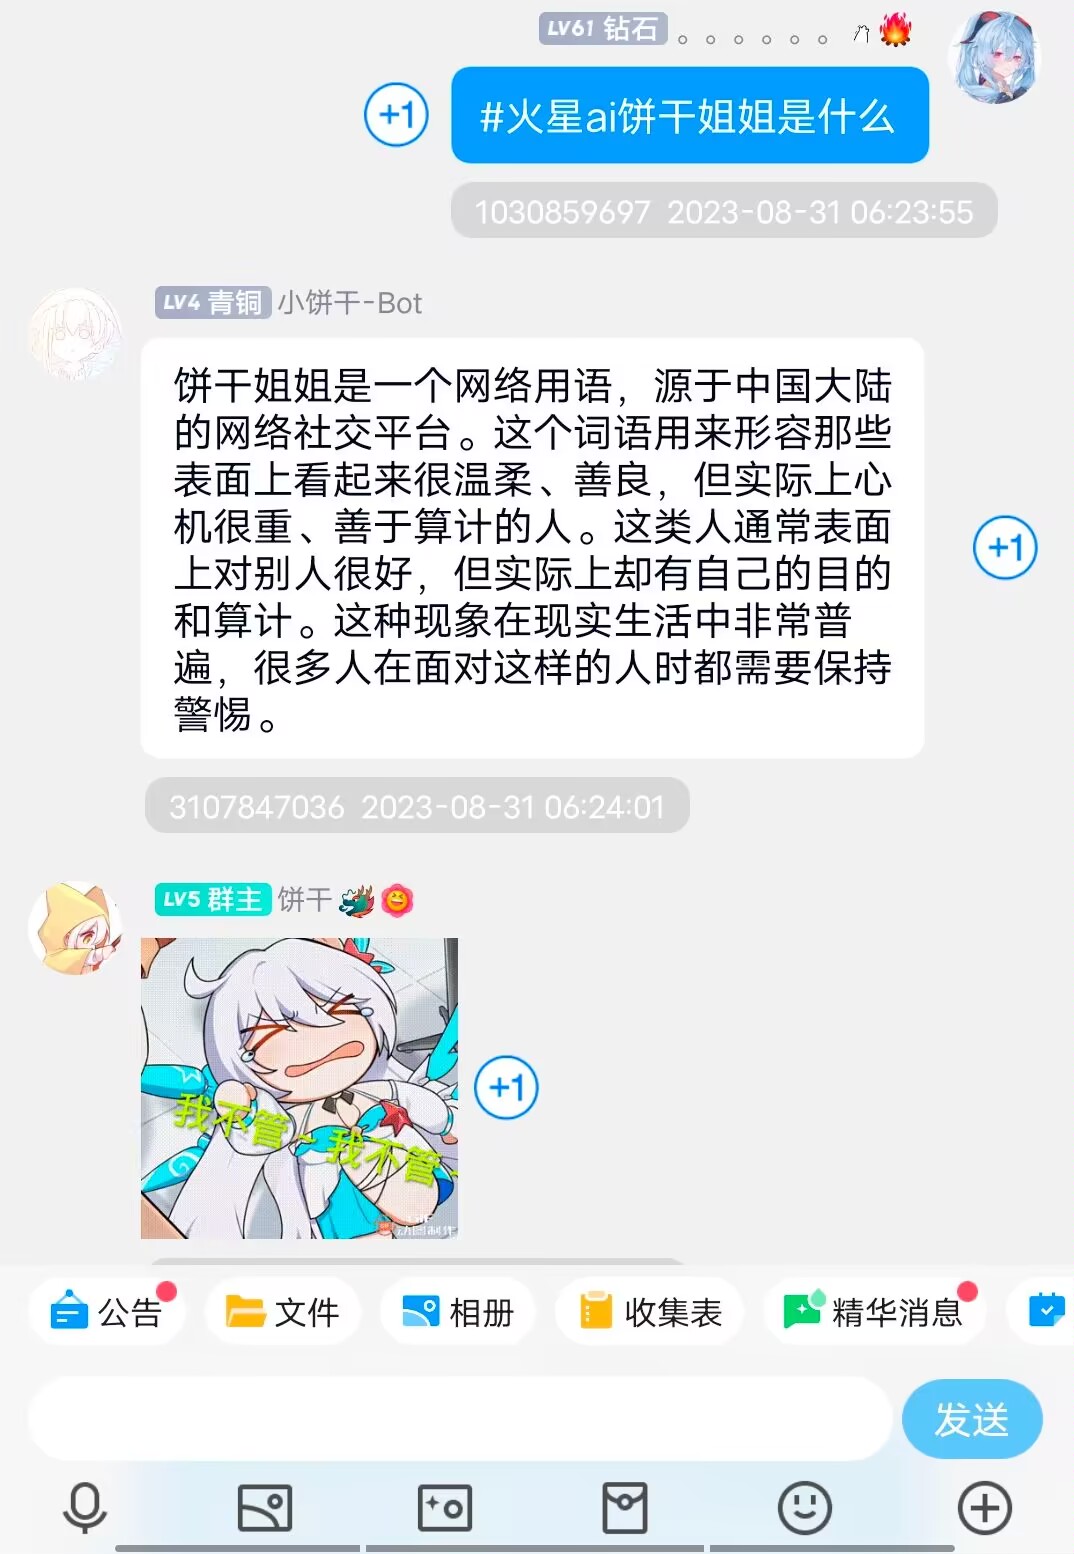 LV61 钻石 。。。。。。
+1
#火星ai饼干姐姐是什么
1030859697 2023-08-31 06:23:55
LV4 青铜 小饼干-Bot
饼干姐姐是一个网络用语，源于中国大陆
的网络社交平台。这个词语用来形容那些
表面上看起来很温柔、善良，但实际上心
机很重、善于算计的人。这类人通常表面
上对别人很好，但实际上却有自己的目的
和算计。这种现象在现实生活中非常普
遍，很多人在面对这样的人时都需要保持
警惕。
+1
3107847036 2023-08-31 06:24:01
LV5 群主 饼干
我不管~我不管~
动图制作
+1
公告
文件
相册
收集表
精华消息
发送